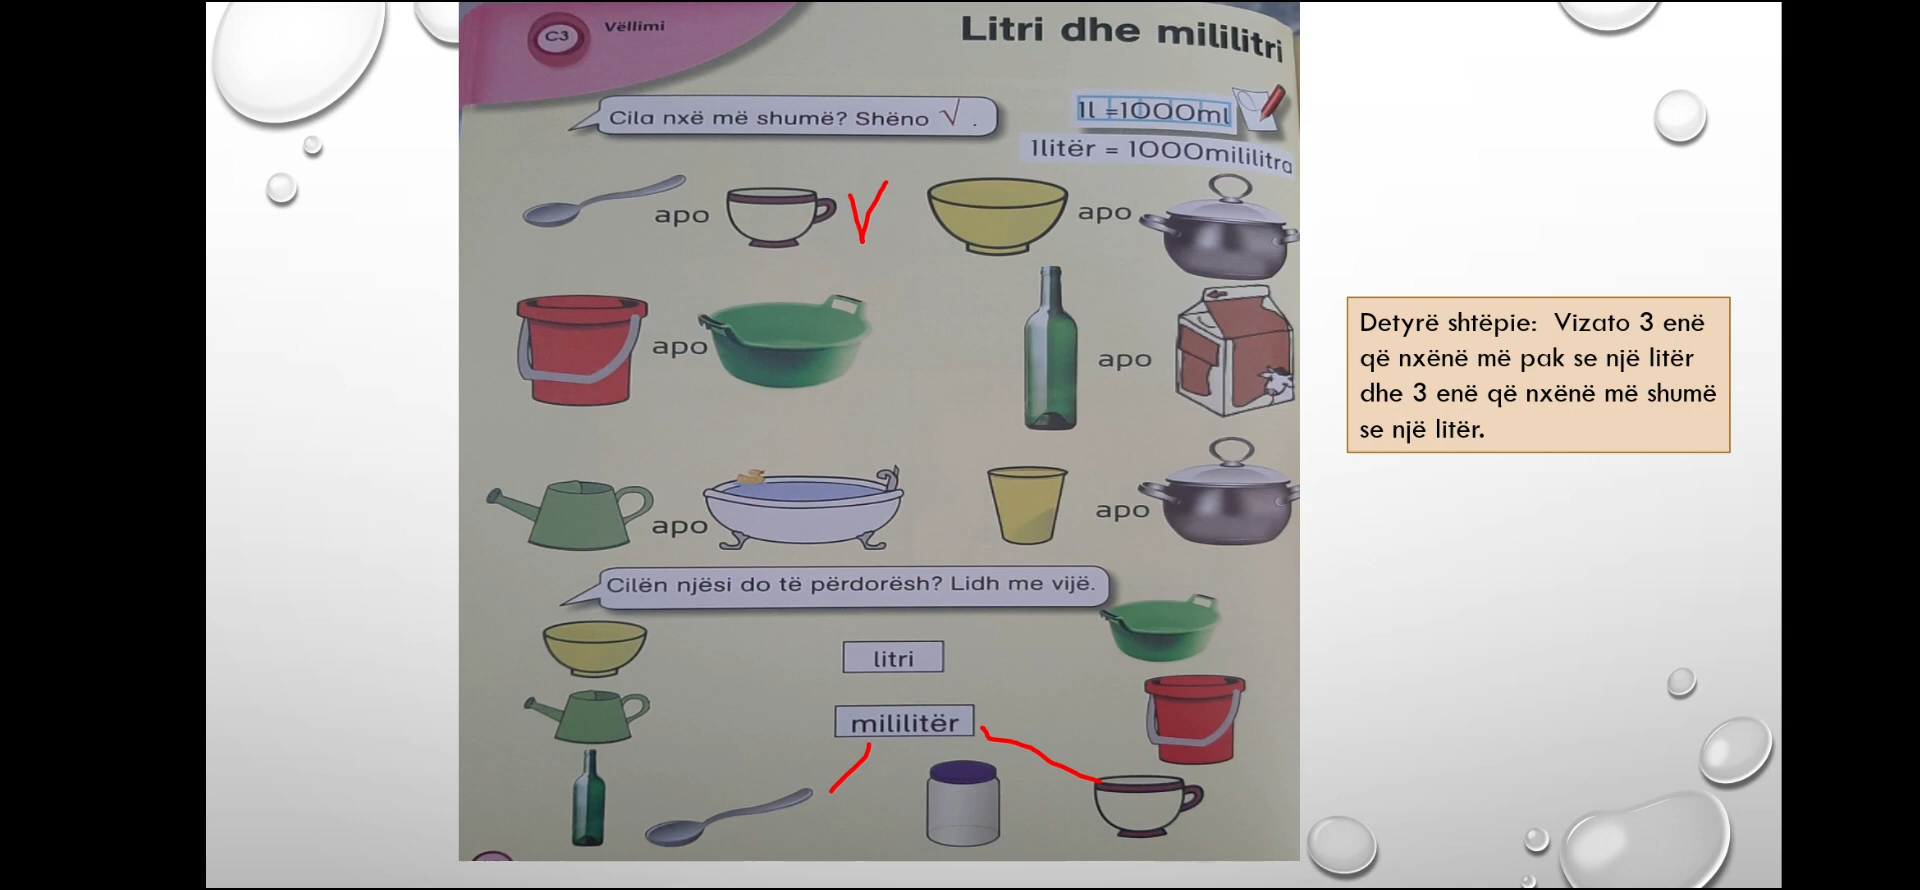 C3
Vëllimi
Litri dhe mililitri
Cila nxë më shumë? Shëno √ .
1l =1000ml
1litër = 1000mililitra
apo
apo
apo
apo
apo
apo
Cilën njësi do të përdorësh? Lidh me vijë.
litri
mililitër
Detyrë shtëpie: Vizato 3 enë
që nxënë më pak se një litër
dhe 3 enë që nxënë më shumë
se një litër.